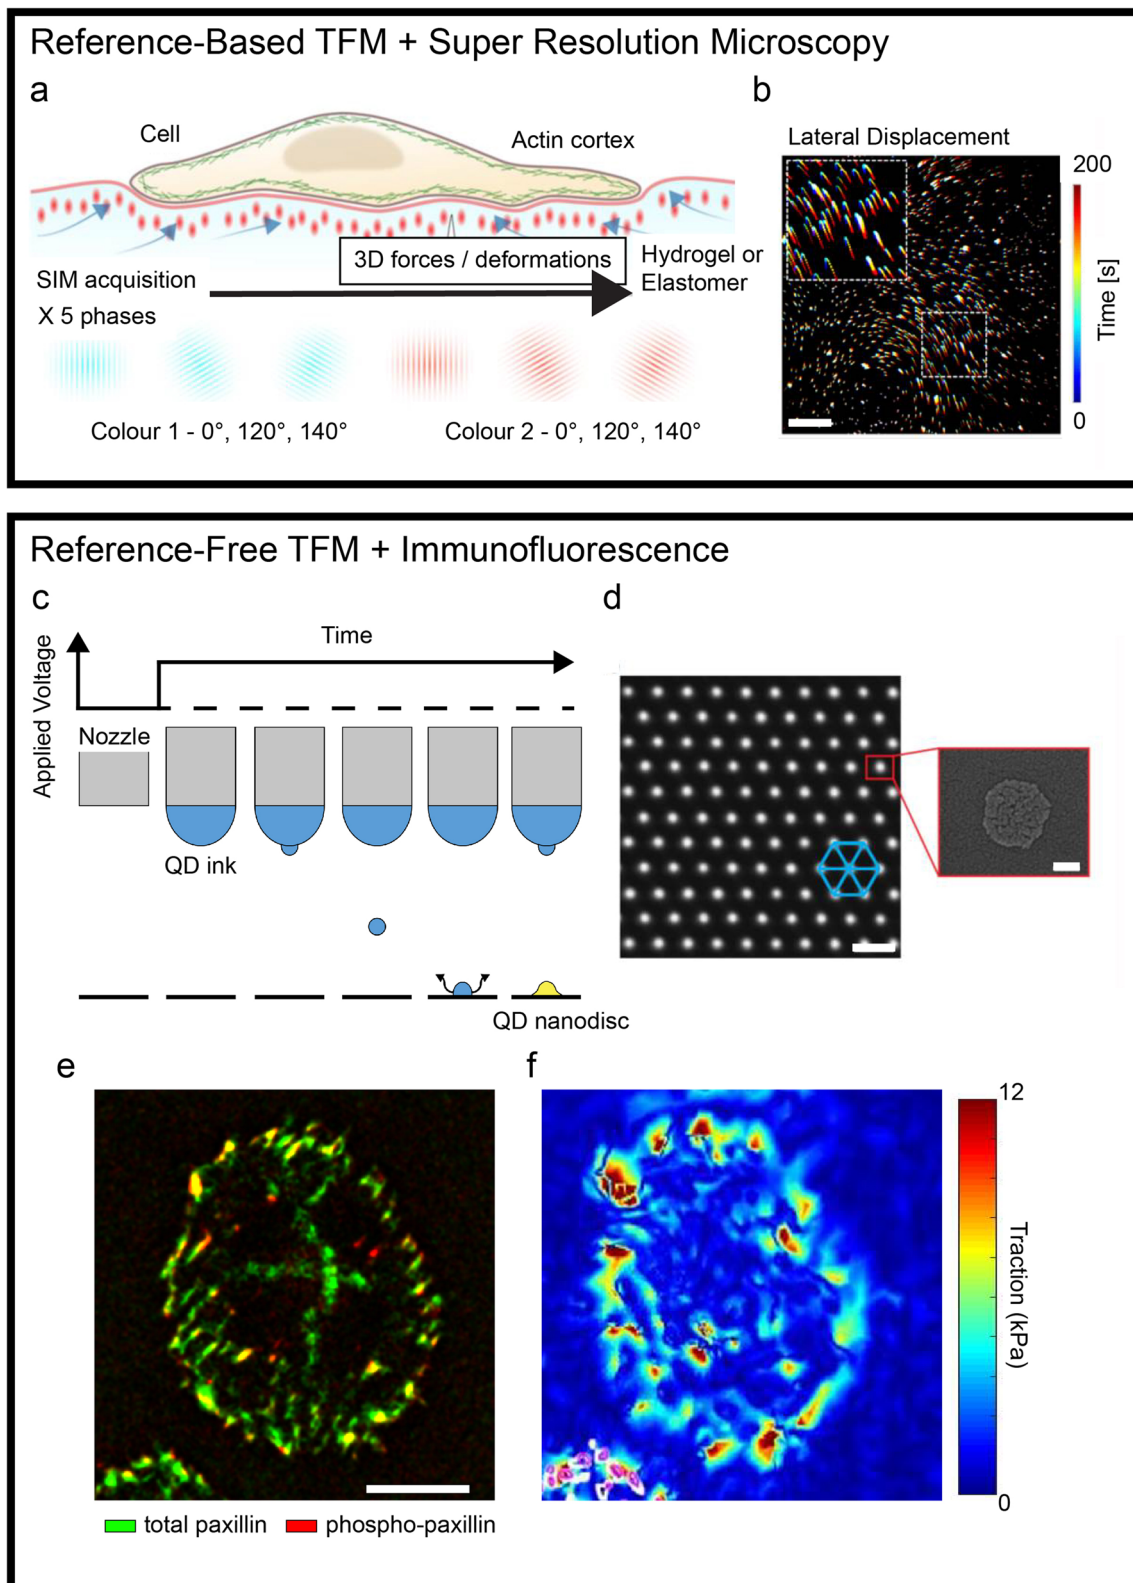 Reference-Based TFM + Super Resolution Microscopy
a
b
Cell
Actin cortex
Lateral Displacement
200
Time [s]
0
3D forces / deformations
Hydrogel or
Elastomer
SIM acquisition
X 5 phases
Colour 1 - 0°, 120°, 140°
Colour 2 - 0°, 120°, 140°
Reference-Free TFM + Immunofluorescence
c
d
Time
Applied Voltage
Nozzle
QD ink
QD nanodisc
e
f
12
Traction (kPa)
0
total paxillin
phospho-paxillin